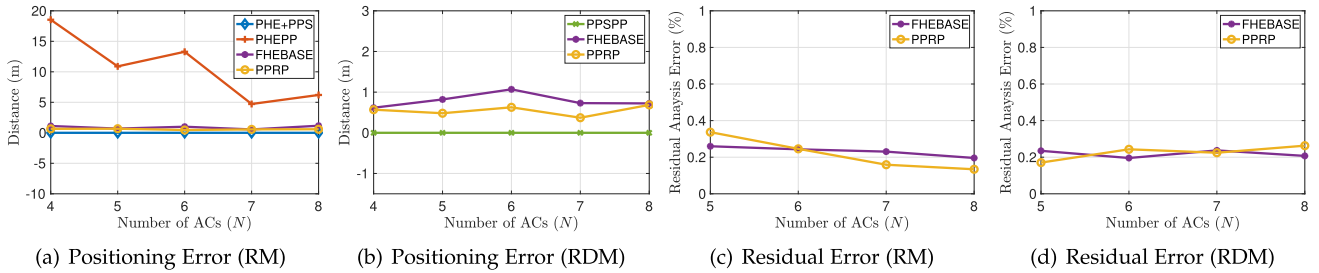 20
15
10
5
0
-5
-10
Distance (m)
4 5 6 7 8
Number of ACs (N)
PHE+PPS
PHEPP
FHEBASE
PPRP
(a) Positioning Error (RM)
3
2
1
0
-1
Distance (m)
4 5 6 7 8
Number of ACs (N)
PPSPP
FHEBASE
PPRP
(b) Positioning Error (RDM)
1
0.8
0.6
0.4
0.2
0
Residual Anaysis Error (%)
5 6 7 8
Number of ACs (N)
FHEBASE
PPRP
(c) Residual Error (RM)
1
0.8
0.6
0.4
0.2
0
Residual Anaysis Error (%)
5 6 7 8
Number of ACs (N)
FHEBASE
PPRP
(d) Residual Error (RDM)